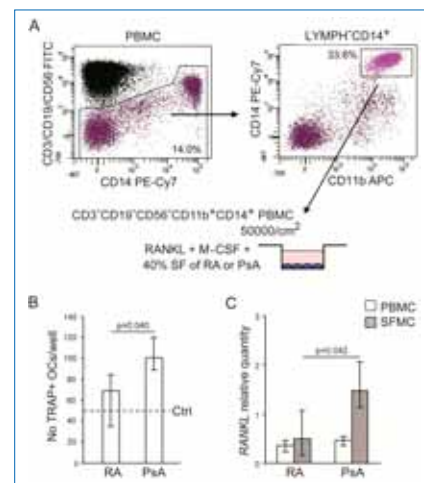 A
PBMC
LYMPH⁻CD14⁺
CD3/CD19/CD56 FITC
14.0%
CD14 PE-Cy7
33.6%
CD14 PE-Cy7
CD11b APC
CD3⁻CD19⁻CD56⁻CD11b⁺CD14⁺ PBMC
50000/cm²
RANKL + M-CSF +
40% SF of RA or PsA
B
No TRAP+ OCs/well
140
120
100
80
60
40
20
0
p=0.040
Ctrl
RA
PsA
C
PBMC
SFMC
RANKL relative quantity
3
2
1
0
p=0.042
RA
PsA